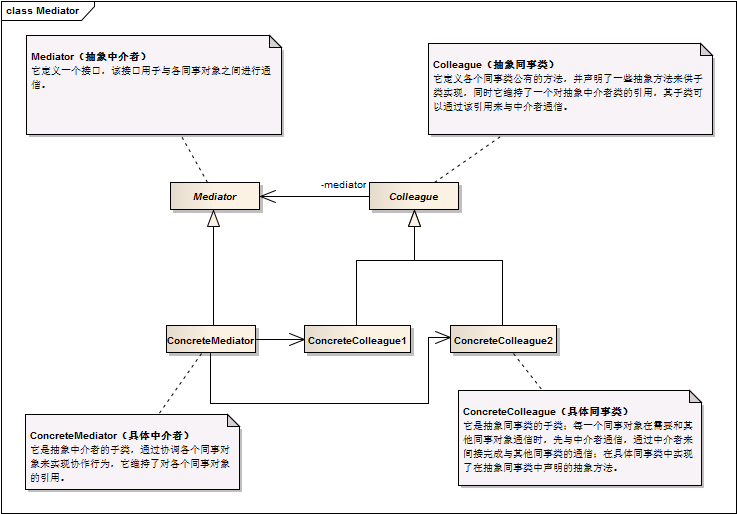 class Mediator
Mediator（抽象中介者）
它定义一个接口，该接口用于与各同事对象之间进行通
信。
Colleague（抽象同事类）
它定义各个同事类公有的方法，并声明了一些抽象方法来供子
类实现，同时它维持了一个对抽象中介者类的引用，其子类可
以通过该引用来与中介者通信。
-mediator
Mediator
Colleague
ConcreteMediator
ConcreteColleague1
ConcreteColleague2
ConcreteMediator（具体中介者）
它是抽象中介者的子类，通过协调各个同事对
象来实现协作行为，它维持了对各个同事对象
的引用。
ConcreteColleague（具体同事类）
它是抽象同事类的子类；每一个同事对象在需要和其
他同事对象通信时，先与中介者通信，通过中介者来
间接完成与其他同事类的通信；在具体同事类中实现
了在抽象同事类中声明的抽象方法。